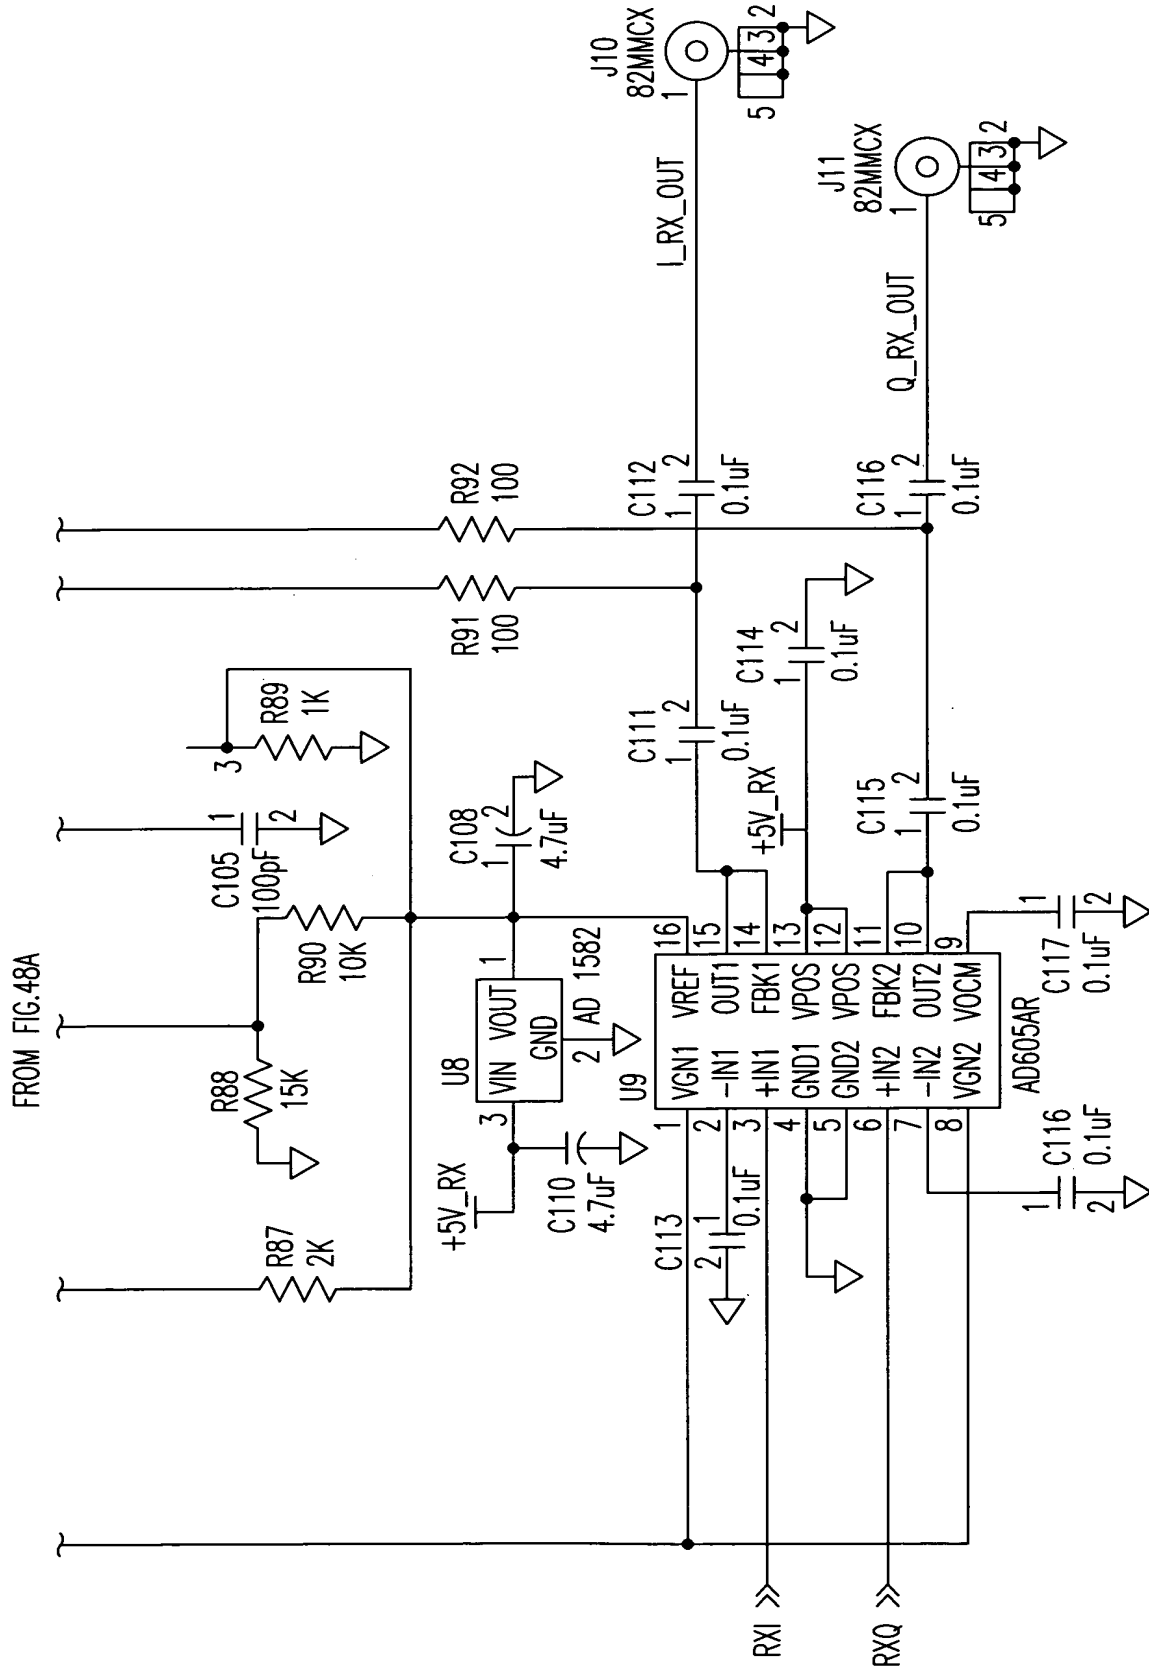 FROM FIG.48A
R87
2K
R88
15K
R90
10K
C105
100pF
1
2
3
R89
1K
R91
100
R92
100
+5V_RX
C110
4.7uF
U8
3
VIN VOUT
GND
1
2
AD 1582
C108
1
2
4.7uF
U9
1 VGN1 VREF 16
2 -IN1 OUT1 15
3 +IN1 FBK1 14
4 GND1 VPOS 13
5 GND2 VPOS 12
6 +IN2 FBK2 11
7 -IN2 OUT2 10
8 VGN2 VOCM 9
AD605AR
C113
2
1
0.1uF
RXI
RXQ
C116
0.1uF
1
2
C117
0.1uF
1
2
C111
1
2
0.1uF
+5V_RX
C114
1
2
0.1uF
C115
1
2
0.1uF
C112
1
2
0.1uF
C116
1
2
0.1uF
I_RX_OUT
Q_RX_OUT
J10
82MMCX
1
5
4
3
2
J11
82MMCX
1
5
4
3
2